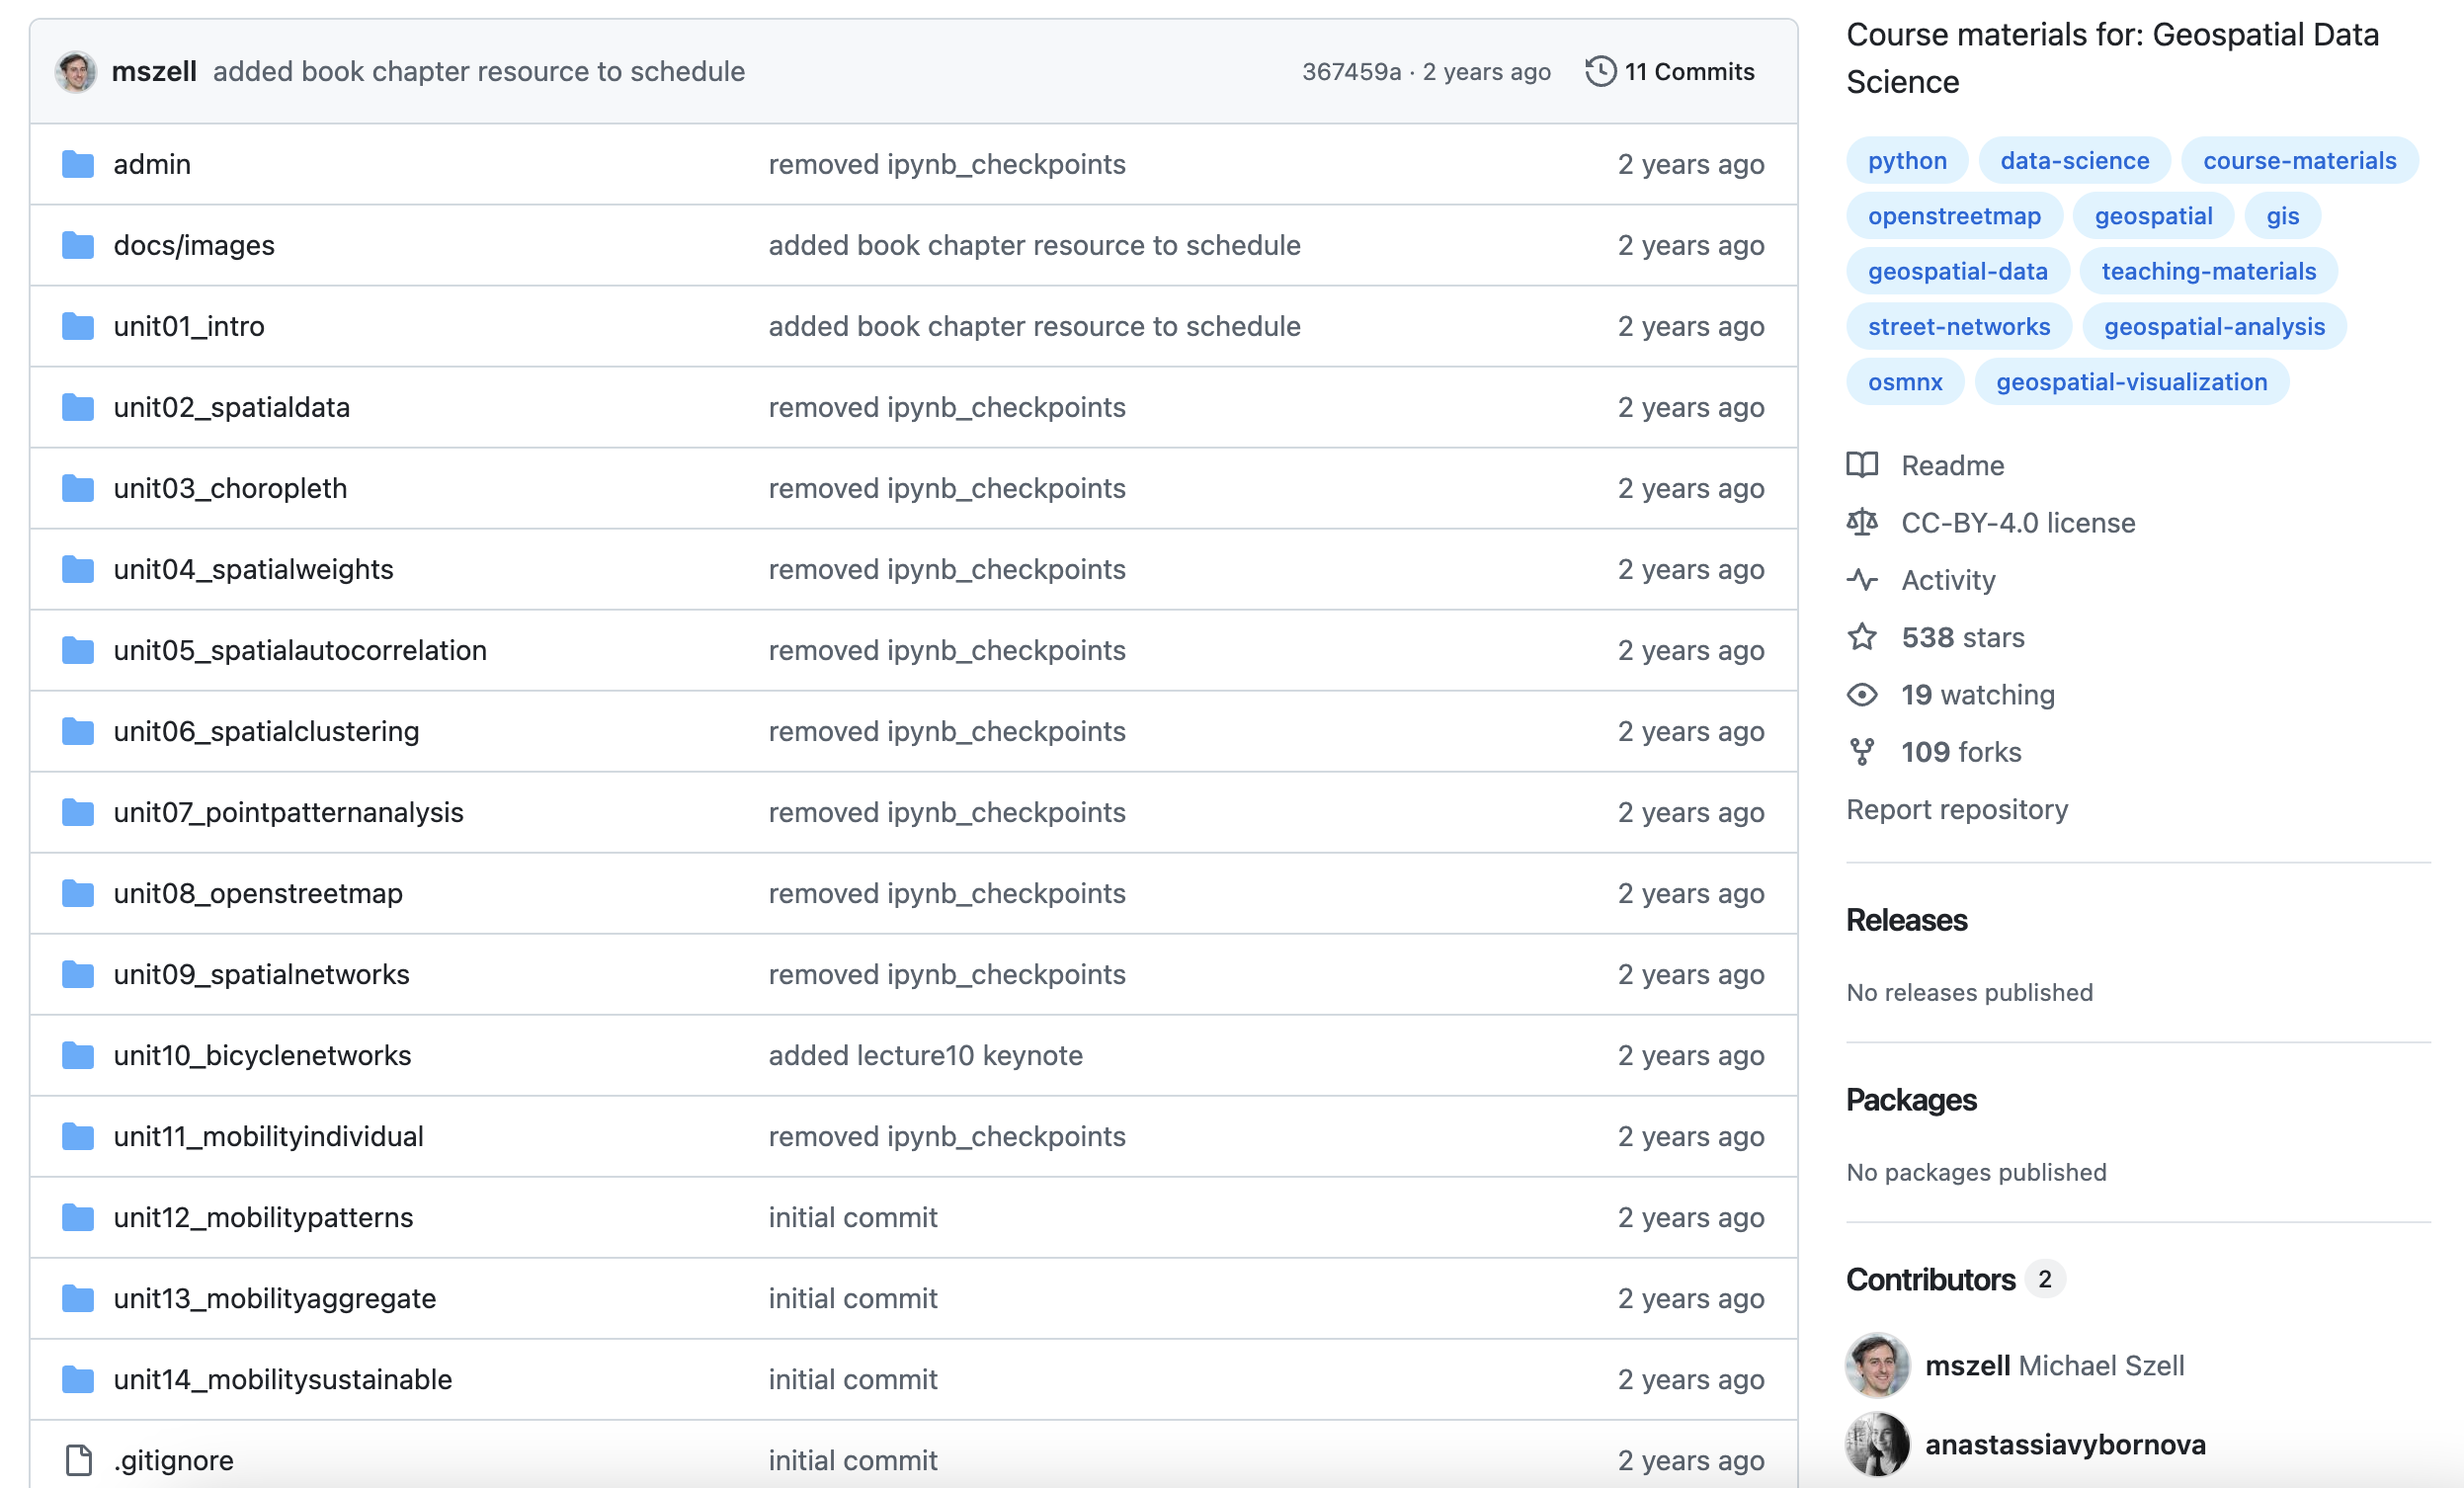 mszell added book chapter resource to schedule 367459a · 2 years ago 11 Commits
admin removed ipynb_checkpoints 2 years ago
docs/images added book chapter resource to schedule 2 years ago
unit01_intro added book chapter resource to schedule 2 years ago
unit02_spatialdata removed ipynb_checkpoints 2 years ago
unit03_choropleth removed ipynb_checkpoints 2 years ago
unit04_spatialweights removed ipynb_checkpoints 2 years ago
unit05_spatialautocorrelation removed ipynb_checkpoints 2 years ago
unit06_spatialclustering removed ipynb_checkpoints 2 years ago
unit07_pointpatternanalysis removed ipynb_checkpoints 2 years ago
unit08_openstreetmap removed ipynb_checkpoints 2 years ago
unit09_spatialnetworks removed ipynb_checkpoints 2 years ago
unit10_bicyclenetworks added lecture10 keynote 2 years ago
unit11_mobilityindividual removed ipynb_checkpoints 2 years ago
unit12_mobilitypatterns initial commit 2 years ago
unit13_mobilityaggregate initial commit 2 years ago
unit14_mobilitysustainable initial commit 2 years ago
.gitignore initial commit 2 years ago
Course materials for: Geospatial Data
Science
python data-science course-materials
openstreetmap geospatial gis
geospatial-data teaching-materials
street-networks geospatial-analysis
osmnx geospatial-visualization
Readme
CC-BY-4.0 license
Activity
538 stars
19 watching
109 forks
Report repository
Releases
No releases published
Packages
No packages published
Contributors 2
mszell Michael Szell
anastassiavybornova